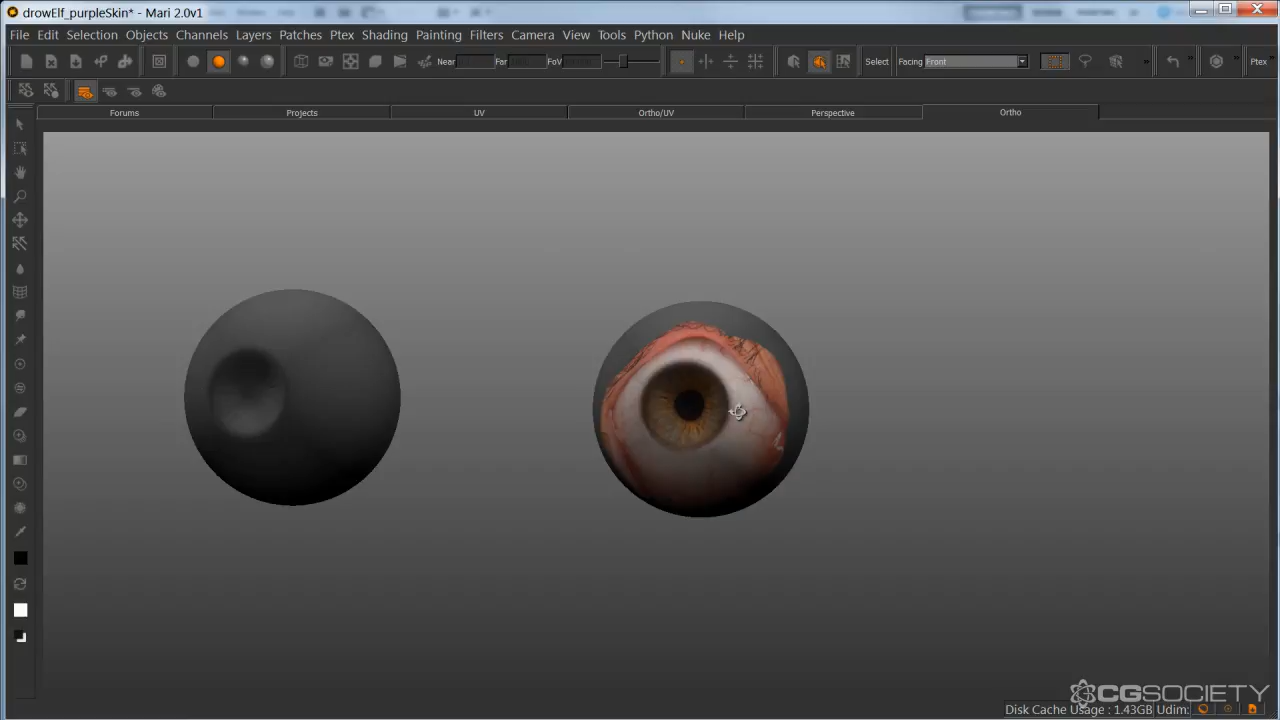 drowElf_purpleSkin* - Mari 2.0v1
File Edit Selection Objects Channels Layers Patches Ptex Shading Painting Filters Camera View Tools Python Nuke Help
Near Far FoV Select Facing Front Ptex
Forums Projects UV Ortho/UV Perspective Ortho
CGSOCIETY
Disk Cache Usage : 1.43GB Udim: